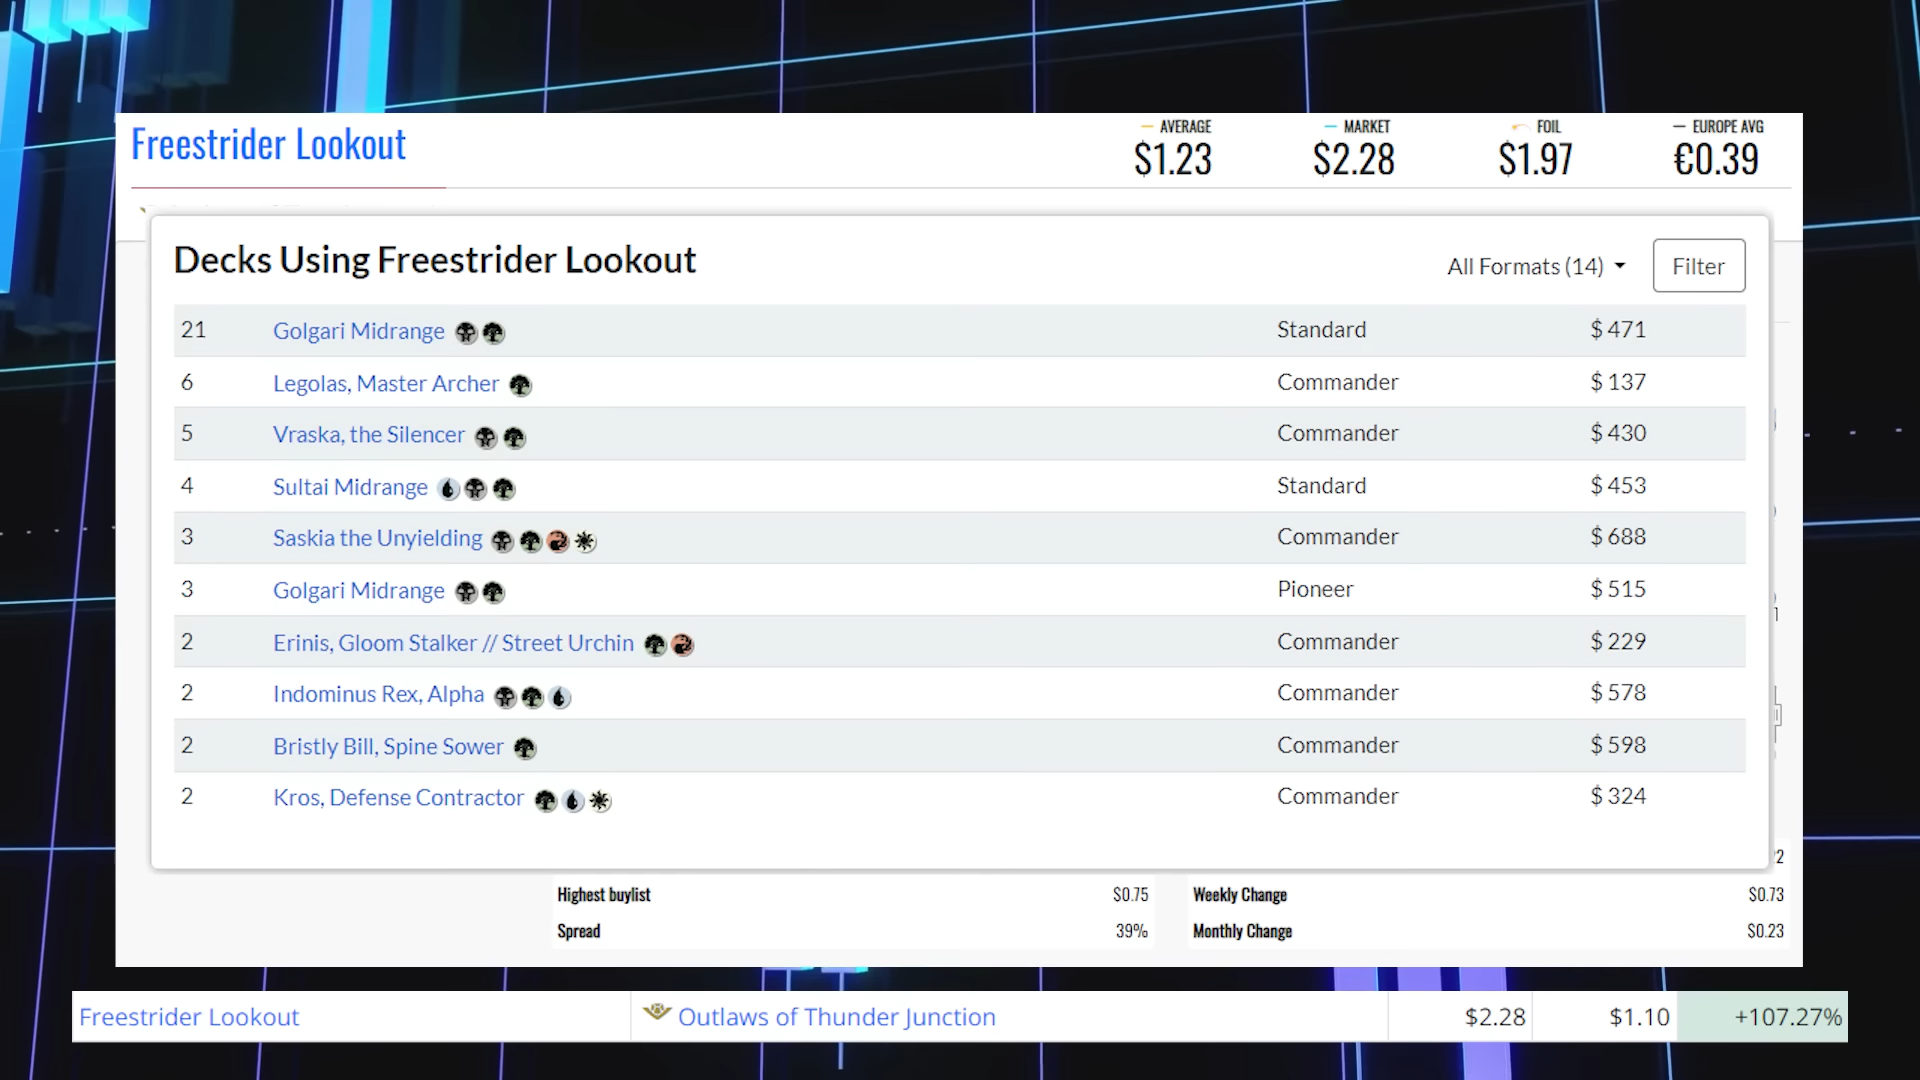 Freestrider Lookout
AVERAGE
$1.23
MARKET
$2.28
FOIL
$1.97
EUROPE AVG
€0.39
Decks Using Freestrider Lookout
All Formats (14)
Filter
21 Golgari Midrange Standard $ 471
6 Legolas, Master Archer Commander $ 137
5 Vraska, the Silencer Commander $ 430
4 Sultai Midrange Standard $ 453
3 Saskia the Unyielding Commander $ 688
3 Golgari Midrange Pioneer $ 515
2 Erinis, Gloom Stalker // Street Urchin Commander $ 229
2 Indominus Rex, Alpha Commander $ 578
2 Bristly Bill, Spine Sower Commander $ 598
2 Kros, Defense Contractor Commander $ 324
Highest buylist $0.75 Weekly Change $0.73
Spread 39% Monthly Change $0.23
Freestrider Lookout Outlaws of Thunder Junction $2.28 $1.10 +107.27%